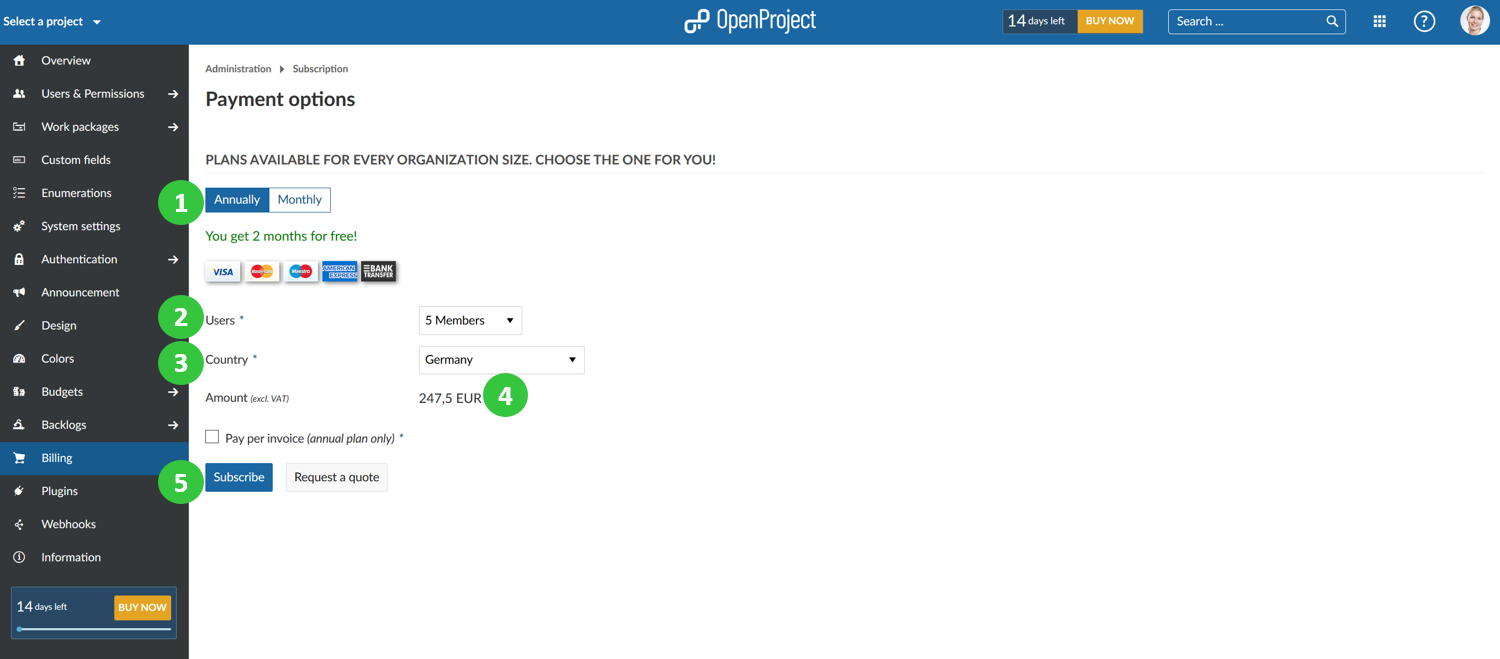 Select a project
OpenProject
14 days left BUY NOW
Search ...
?
Overview
Users & Permissions
Work packages
Custom fields
Enumerations
System settings
Authentication
Announcement
Design
Colors
Budgets
Backlogs
Billing
Plugins
Webhooks
Information
14 days left BUY NOW
Administration Subscription
Payment options
PLANS AVAILABLE FOR EVERY ORGANIZATION SIZE. CHOOSE THE ONE FOR YOU!
1 Annually Monthly
You get 2 months for free!
VISA MasterCard Maestro AMERICAN EXPRESS BANK TRANSFER
2 Users * 5 Members
3 Country * Germany
Amount (excl. VAT) 247,5 EUR 4
Pay per invoice (annual plan only) *
5 Subscribe Request a quote